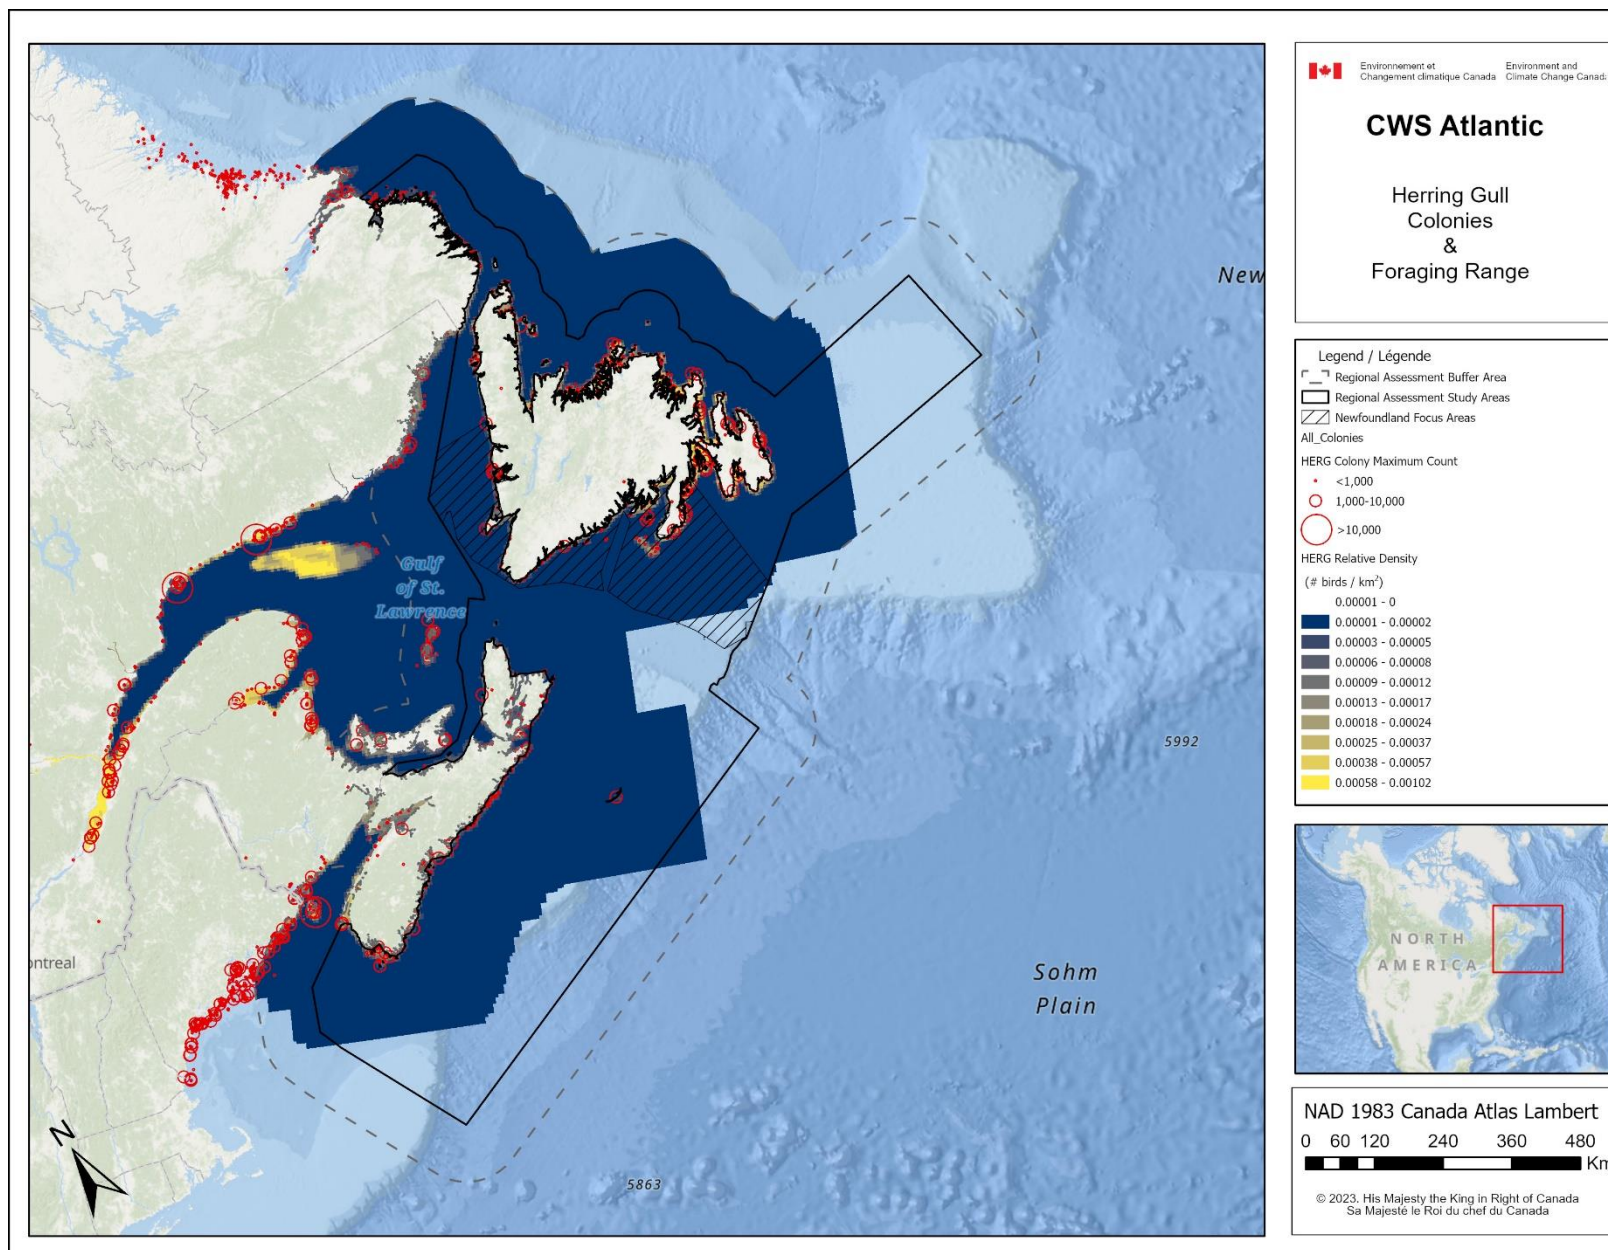 New
Gulf
of St.
Lawrence
5992
ontreal
Sohm
Plain
N
5863
Environnement et
Changement climatique Canada
Environment and
Climate Change Canad
CWS Atlantic
Herring Gull
Colonies
&
Foraging Range
Legend / Légende
Regional Assessment Buffer Area
Regional Assessment Study Areas
Newfoundland Focus Areas
All_Colonies
HERG Colony Maximum Count
<1,000
1,000-10,000
>10,000
HERG Relative Density
(# birds / km²)
0.00001 - 0
0.00001 - 0.00002
0.00003 - 0.00005
0.00006 - 0.00008
0.00009 - 0.00012
0.00013 - 0.00017
0.00018 - 0.00024
0.00025 - 0.00037
0.00038 - 0.00057
0.00058 - 0.00102
NORTH
AMERICA
NAD 1983 Canada Atlas Lambert
0 60 120 240 360 480
Km
© 2023. His Majesty the King in Right of Canada
Sa Majesté le Roi du chef du Canada